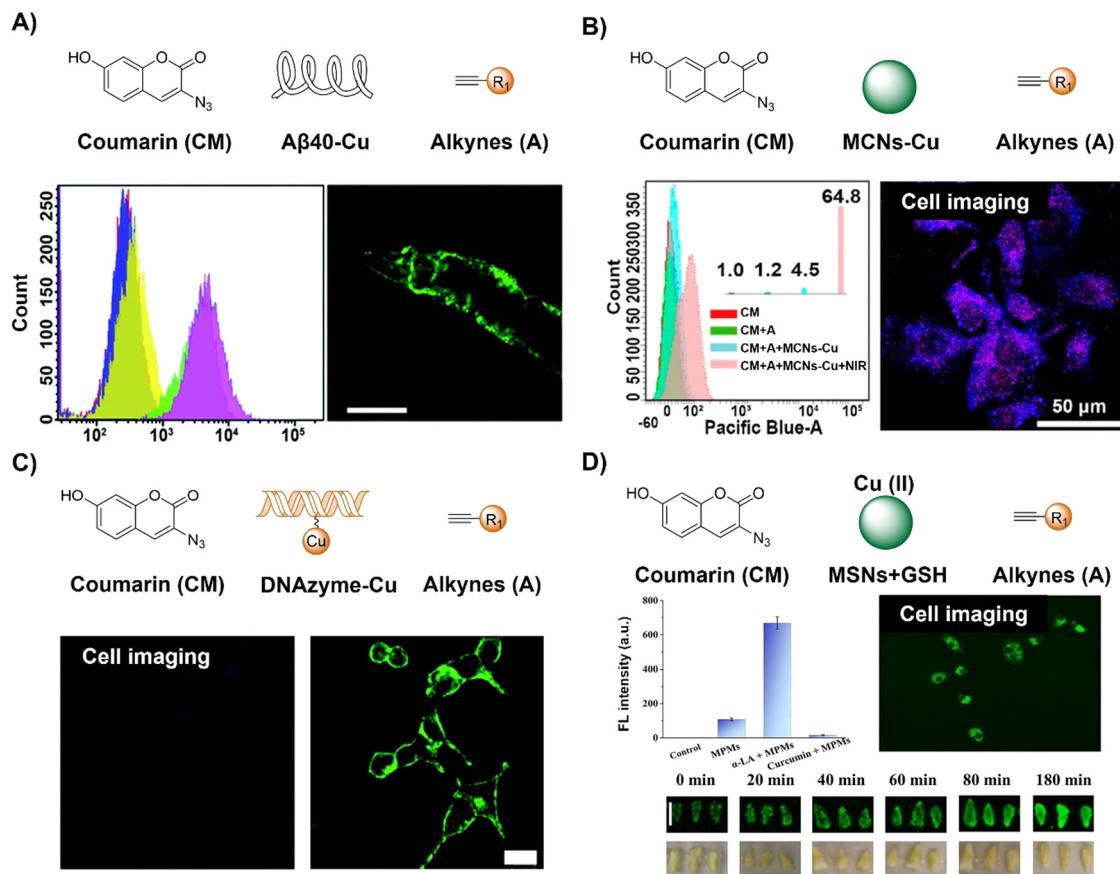 A)
HO O O
N₃
R₁
Coumarin (CM) Aβ40-Cu Alkynes (A)
Count
250
200
150
100
50
0
10² 10³ 10⁴ 10⁵
B)
HO O O
N₃
R₁
Coumarin (CM) MCNs-Cu Alkynes (A)
Count
350
300
250
200
150
100
50
0
64.8
1.0 1.2 4.5
CM
CM+A
CM+A+MCNs-Cu
CM+A+MCNs-Cu+NIR
-60 0 10² 10³ 10⁴ 10⁵
Pacific Blue-A
Cell imaging
50 µm
C)
HO O O
N₃
Cu
R₁
Coumarin (CM) DNAzyme-Cu Alkynes (A)
Cell imaging
D)
HO O O
N₃
Cu (II)
R₁
Coumarin (CM) MSNs+GSH Alkynes (A)
FL intensity (a.u.)
800
600
400
200
0
Control MPMs α-LA + MPMs Curcumin + MPMs
Cell imaging
0 min 20 min 40 min 60 min 80 min 180 min